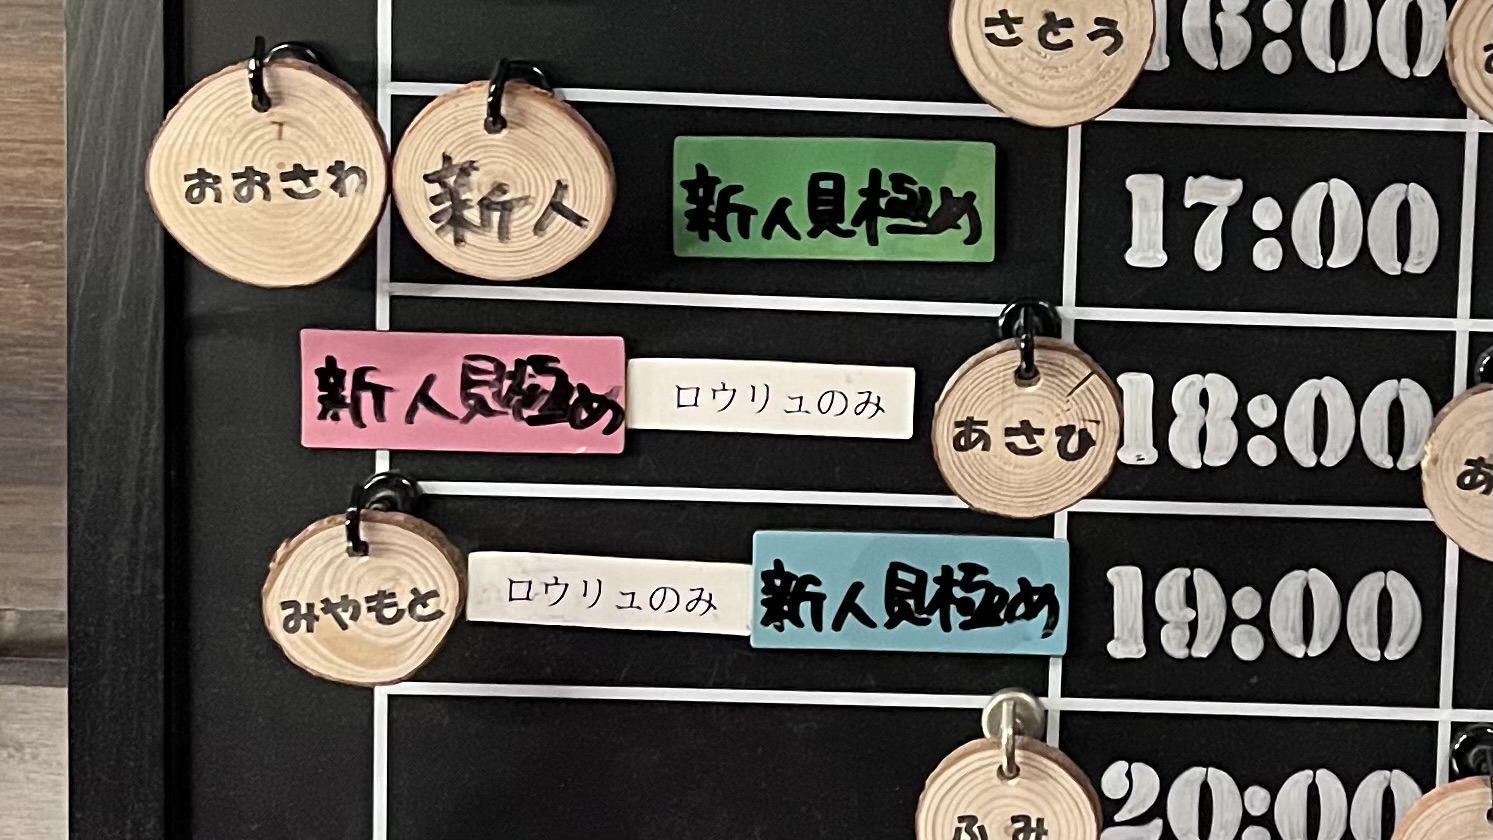 さとう 16:00
おおさわ 新人 新人見極め 17:00
新人見極め ロウリュのみ あさひ 18:00
みやもと ロウリュのみ 新人見極め 19:00
ふみ 20:00